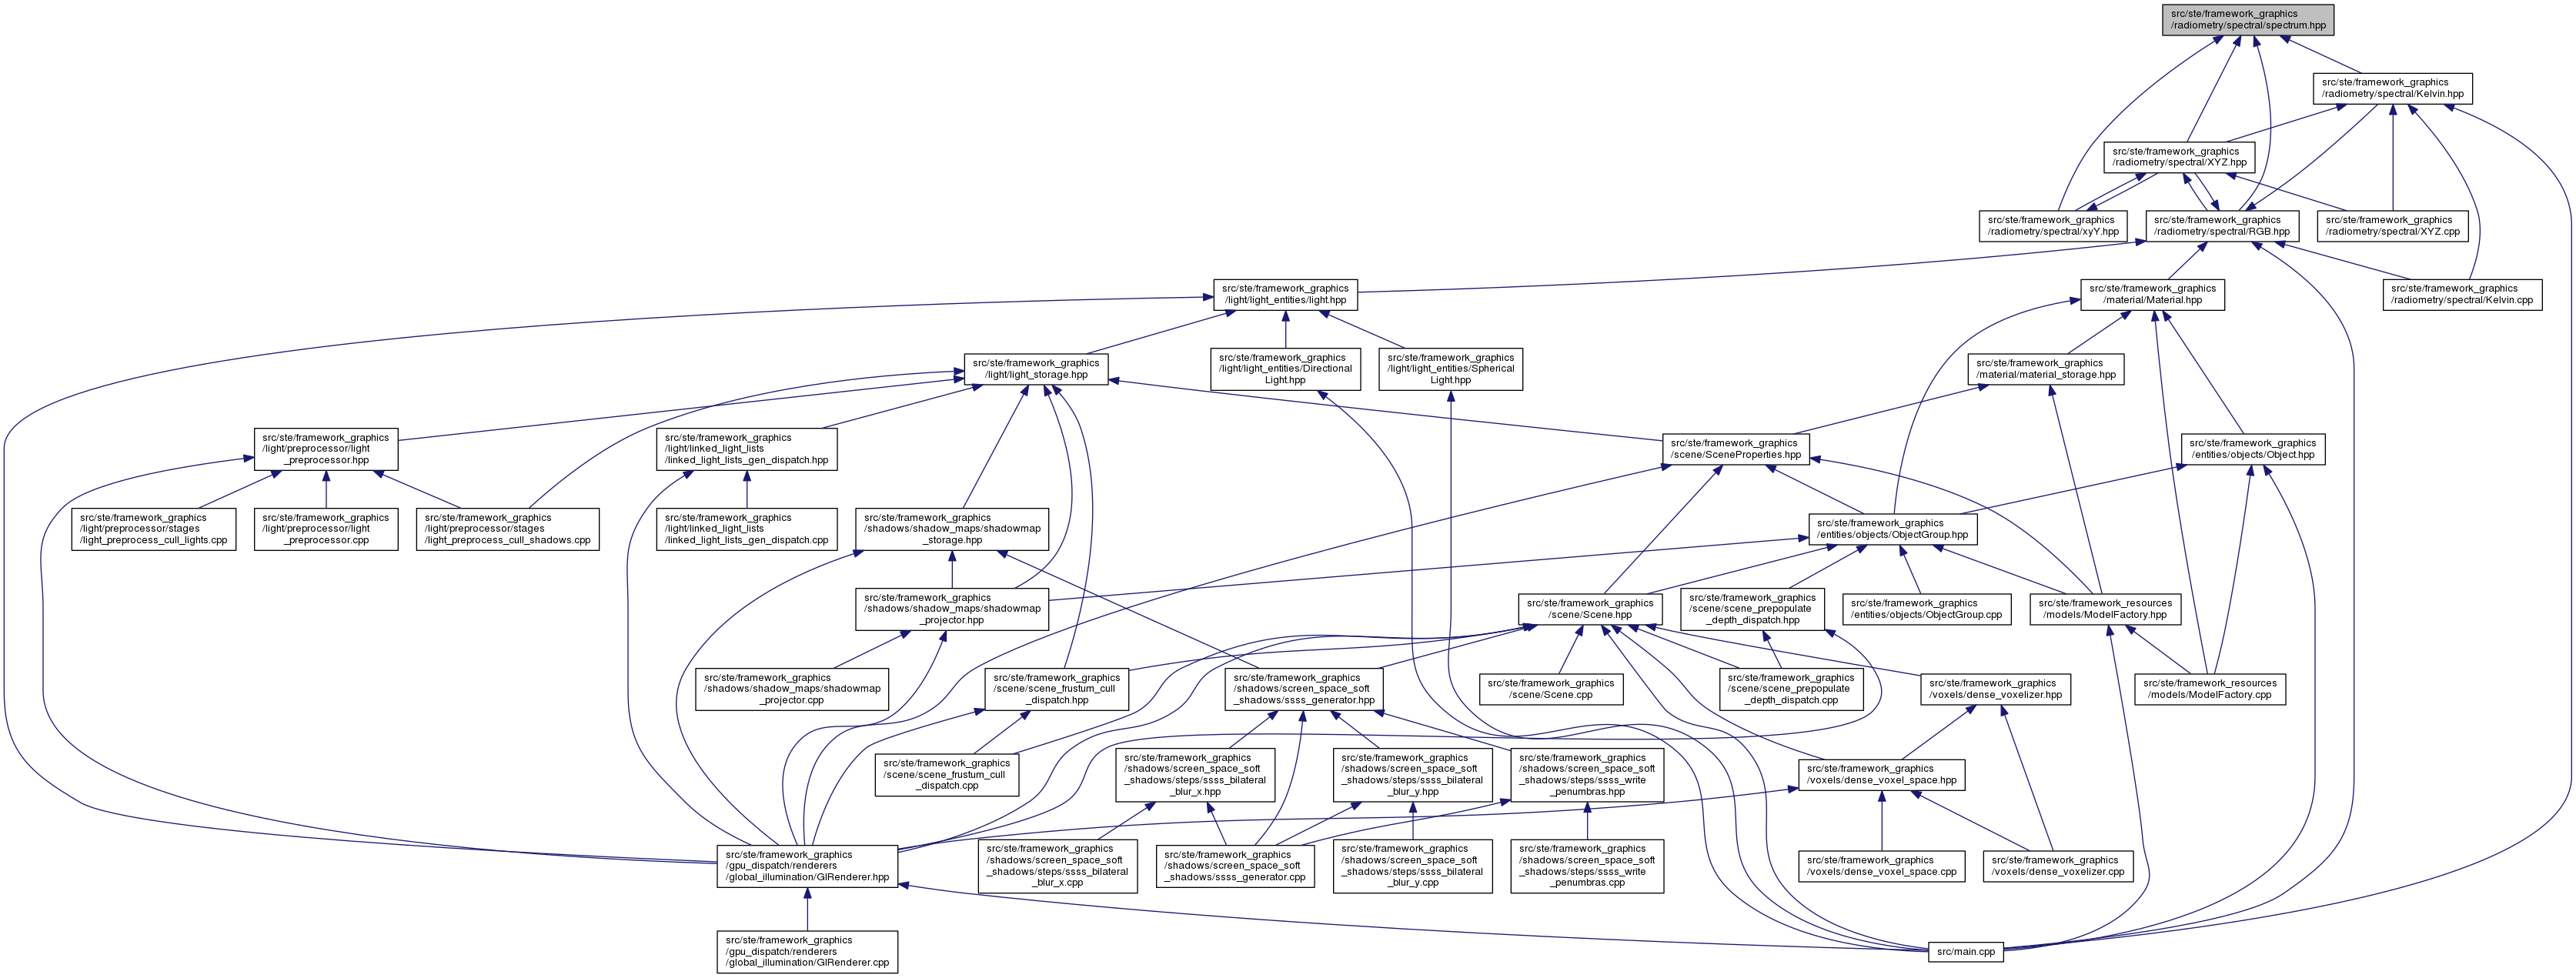 src/ste/framework_graphics
/radiometry/spectral/spectrum.hpp
src/ste/framework_graphics
/radiometry/spectral/Kelvin.hpp
src/ste/framework_graphics
/radiometry/spectral/XYZ.hpp
src/ste/framework_graphics
/radiometry/spectral/xyY.hpp
src/ste/framework_graphics
/radiometry/spectral/RGB.hpp
src/ste/framework_graphics
/radiometry/spectral/XYZ.cpp
src/ste/framework_graphics
/light/light_entities/light.hpp
src/ste/framework_graphics
/material/Material.hpp
src/ste/framework_graphics
/radiometry/spectral/Kelvin.cpp
src/ste/framework_graphics
/light/light_storage.hpp
src/ste/framework_graphics
/light/light_entities/Directional
Light.hpp
src/ste/framework_graphics
/light/light_entities/Spherical
Light.hpp
src/ste/framework_graphics
/material/material_storage.hpp
src/ste/framework_graphics
/light/preprocessor/light
_preprocessor.hpp
src/ste/framework_graphics
/light/linked_light_lists
/linked_light_lists_gen_dispatch.hpp
src/ste/framework_graphics
/scene/SceneProperties.hpp
src/ste/framework_graphics
/entities/objects/Object.hpp
src/ste/framework_graphics
/light/preprocessor/stages
/light_preprocess_cull_lights.cpp
src/ste/framework_graphics
/light/preprocessor/light
_preprocessor.cpp
src/ste/framework_graphics
/light/preprocessor/stages
/light_preprocess_cull_shadows.cpp
src/ste/framework_graphics
/light/linked_light_lists
/linked_light_lists_gen_dispatch.cpp
src/ste/framework_graphics
/shadows/shadow_maps/shadowmap
_storage.hpp
src/ste/framework_graphics
/entities/objects/ObjectGroup.hpp
src/ste/framework_graphics
/shadows/shadow_maps/shadowmap
_projector.hpp
src/ste/framework_graphics
/scene/Scene.hpp
src/ste/framework_graphics
/scene/scene_prepopulate
_depth_dispatch.hpp
src/ste/framework_graphics
/entities/objects/ObjectGroup.cpp
src/ste/framework_resources
/models/ModelFactory.hpp
src/ste/framework_graphics
/shadows/shadow_maps/shadowmap
_projector.cpp
src/ste/framework_graphics
/scene/scene_frustum_cull
_dispatch.hpp
src/ste/framework_graphics
/shadows/screen_space_soft
_shadows/ssss_generator.hpp
src/ste/framework_graphics
/scene/Scene.cpp
src/ste/framework_graphics
/scene/scene_prepopulate
_depth_dispatch.cpp
src/ste/framework_graphics
/voxels/dense_voxelizer.hpp
src/ste/framework_resources
/models/ModelFactory.cpp
src/ste/framework_graphics
/scene/scene_frustum_cull
_dispatch.cpp
src/ste/framework_graphics
/shadows/screen_space_soft
_shadows/steps/ssss_bilateral
_blur_x.hpp
src/ste/framework_graphics
/shadows/screen_space_soft
_shadows/steps/ssss_bilateral
_blur_y.hpp
src/ste/framework_graphics
/shadows/screen_space_soft
_shadows/steps/ssss_write
_penumbras.hpp
src/ste/framework_graphics
/voxels/dense_voxel_space.hpp
src/ste/framework_graphics
/gpu_dispatch/renderers
/global_illumination/GIRenderer.hpp
src/ste/framework_graphics
/shadows/screen_space_soft
_shadows/steps/ssss_bilateral
_blur_x.cpp
src/ste/framework_graphics
/shadows/screen_space_soft
_shadows/ssss_generator.cpp
src/ste/framework_graphics
/shadows/screen_space_soft
_shadows/steps/ssss_bilateral
_blur_y.cpp
src/ste/framework_graphics
/shadows/screen_space_soft
_shadows/steps/ssss_write
_penumbras.cpp
src/ste/framework_graphics
/voxels/dense_voxel_space.cpp
src/ste/framework_graphics
/voxels/dense_voxelizer.cpp
src/ste/framework_graphics
/gpu_dispatch/renderers
/global_illumination/GIRenderer.cpp
src/main.cpp